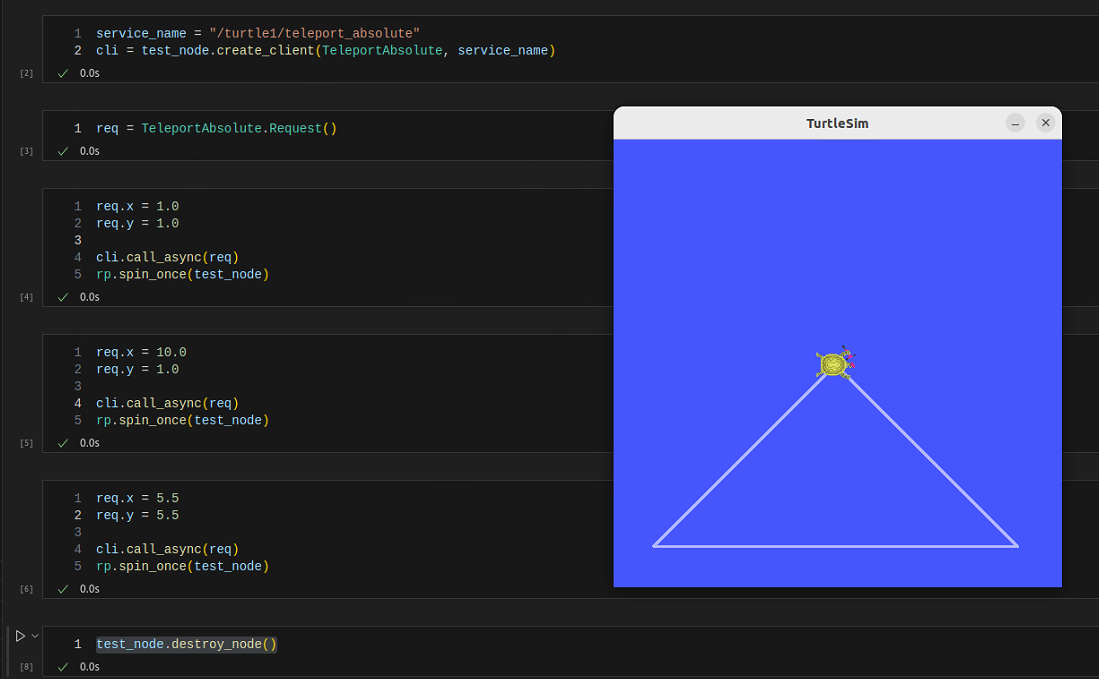 1 service_name = "/turtle1/teleport_absolute"
2 cli = test_node.create_client(TeleportAbsolute, service_name)
[2] 0.0s
1 req = TeleportAbsolute.Request()
[3] 0.0s
1 req.x = 1.0
2 req.y = 1.0
3
4 cli.call_async(req)
5 rp.spin_once(test_node)
[4] 0.0s
1 req.x = 10.0
2 req.y = 1.0
3
4 cli.call_async(req)
5 rp.spin_once(test_node)
[5] 0.0s
1 req.x = 5.5
2 req.y = 5.5
3
4 cli.call_async(req)
5 rp.spin_once(test_node)
[6] 0.0s
1 test_node.destroy_node()
[8] 0.0s
TurtleSim